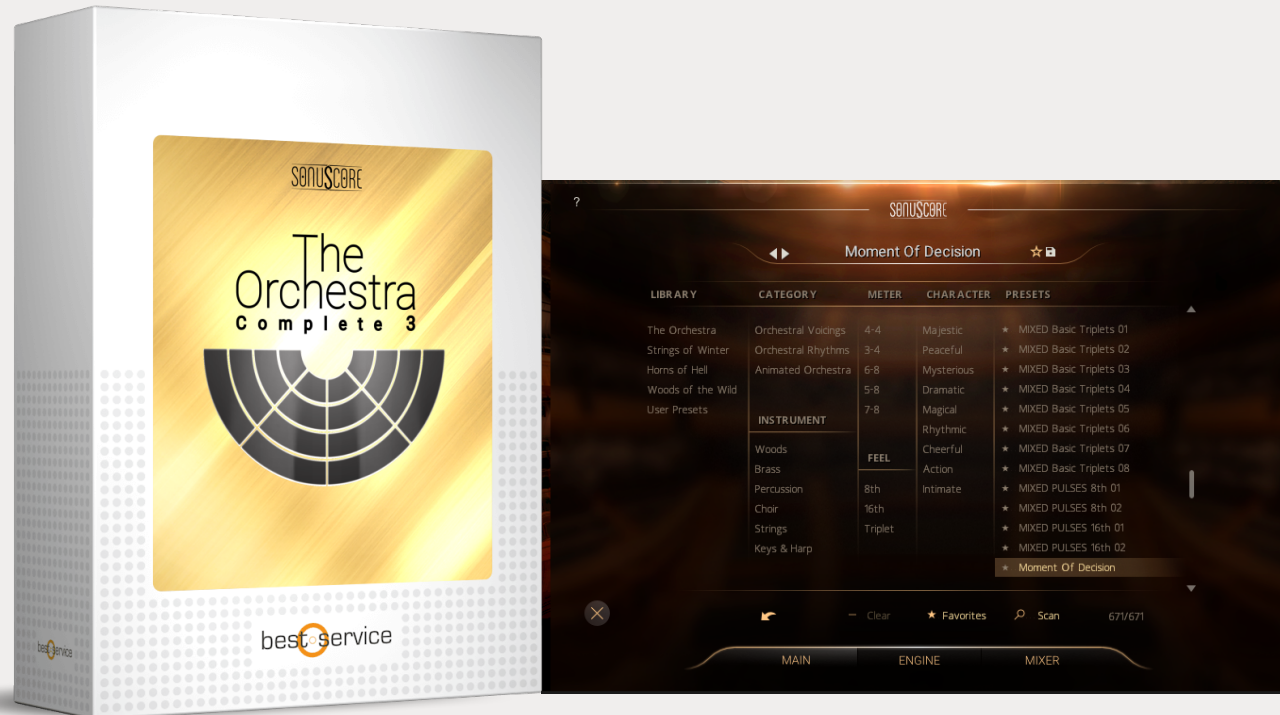 SONUSCORE
The
Orchestra
Complete 3
best service
best service
?
SONUSCORE
Moment Of Decision
LIBRARY
The Orchestra
Strings of Winter
Horns of Hell
Woods of the Wild
User Presets
CATEGORY
Orchestral Voicings
Orchestral Rhythms
Animated Orchestra
INSTRUMENT
Woods
Brass
Percussion
Choir
Strings
Keys & Harp
METER
4-4
3-4
6-8
5-8
7-8
FEEL
8th
16th
Triplet
CHARACTER
Majestic
Peaceful
Mysterious
Dramatic
Magical
Rhythmic
Cheerful
Action
Intimate
PRESETS
MIXED Basic Triplets 01
MIXED Basic Triplets 02
MIXED Basic Triplets 03
MIXED Basic Triplets 04
MIXED Basic Triplets 05
MIXED Basic Triplets 06
MIXED Basic Triplets 07
MIXED Basic Triplets 08
MIXED PULSES 8th 01
MIXED PULSES 8th 02
MIXED PULSES 16th 01
MIXED PULSES 16th 02
Moment Of Decision
Clear
Favorites
Scan
671/671
MAIN
ENGINE
MIXER